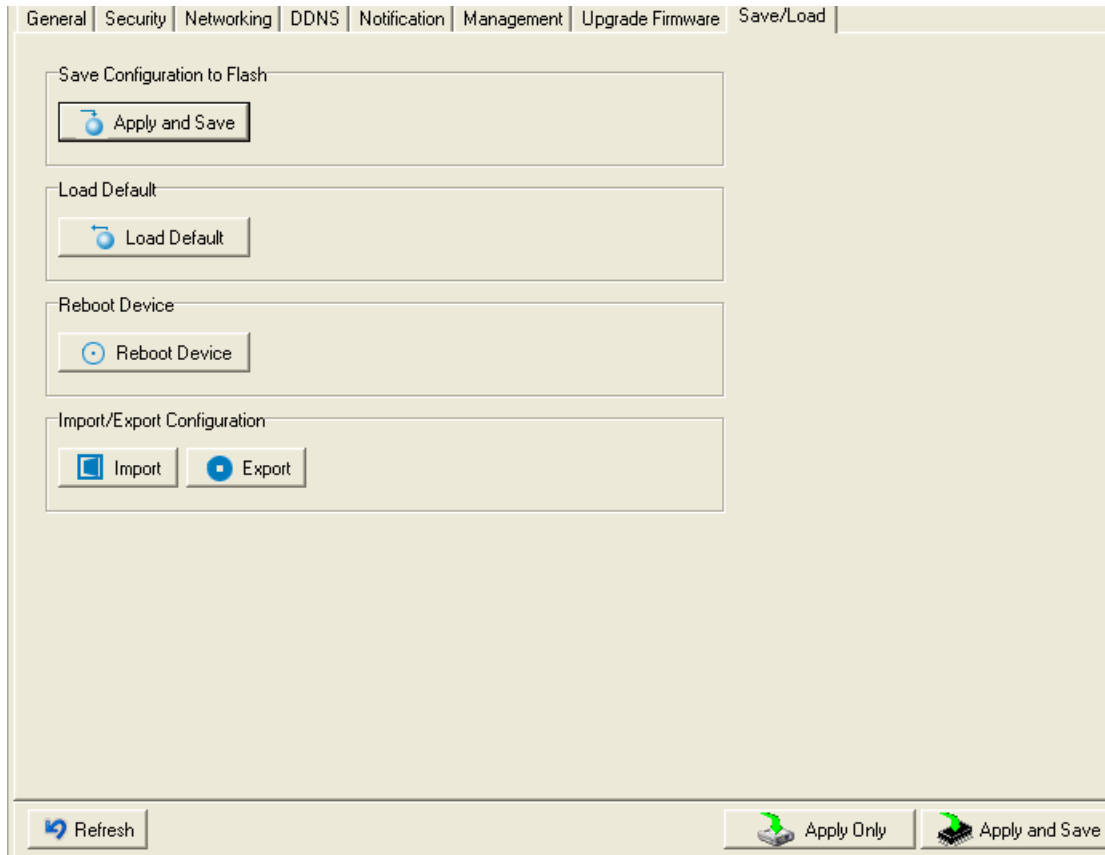 General Security Networking DDNS Notification Management Upgrade Firmware Save/Load
Save Configuration to Flash
Apply and Save
Load Default
Load Default
Reboot Device
Reboot Device
Import/Export Configuration
Import Export
Refresh Apply Only Apply and Save